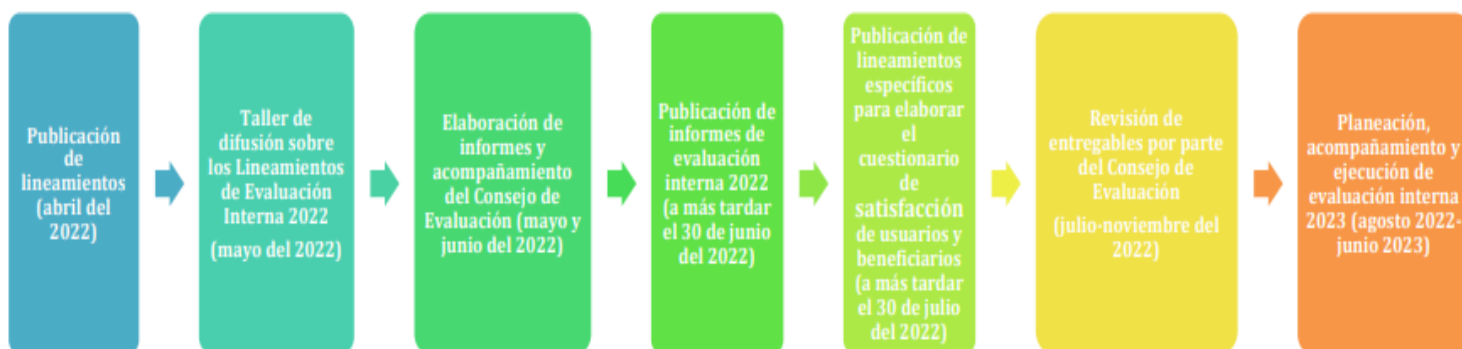 Publicación
de
lineamientos
(abril del
2022)
Taller de
difusión sobre
los Lineamientos
de Evaluación
Interna 2022
(mayo del 2022)
Elaboración de
informes y
acompañamiento
del Consejo de
Evaluación (mayo y
junio del 2022)
Publicación de
informes de
evaluación
interna 2022
(a más tardar
el 30 de junio
del 2022)
Publicación de
lineamientos
específicos
para elaborar
el
cuestionario
de
satisfacción
de usuarios y
beneficiarios
(a más tardar
el 30 de julio
del 2022)
Revisión de
entregables por parte
del Consejo de
Evaluación
(julio-noviembre del
2022)
Planeación,
acompañamiento y
ejecución de
evaluación interna
2023 (agosto 2022-
junio 2023)